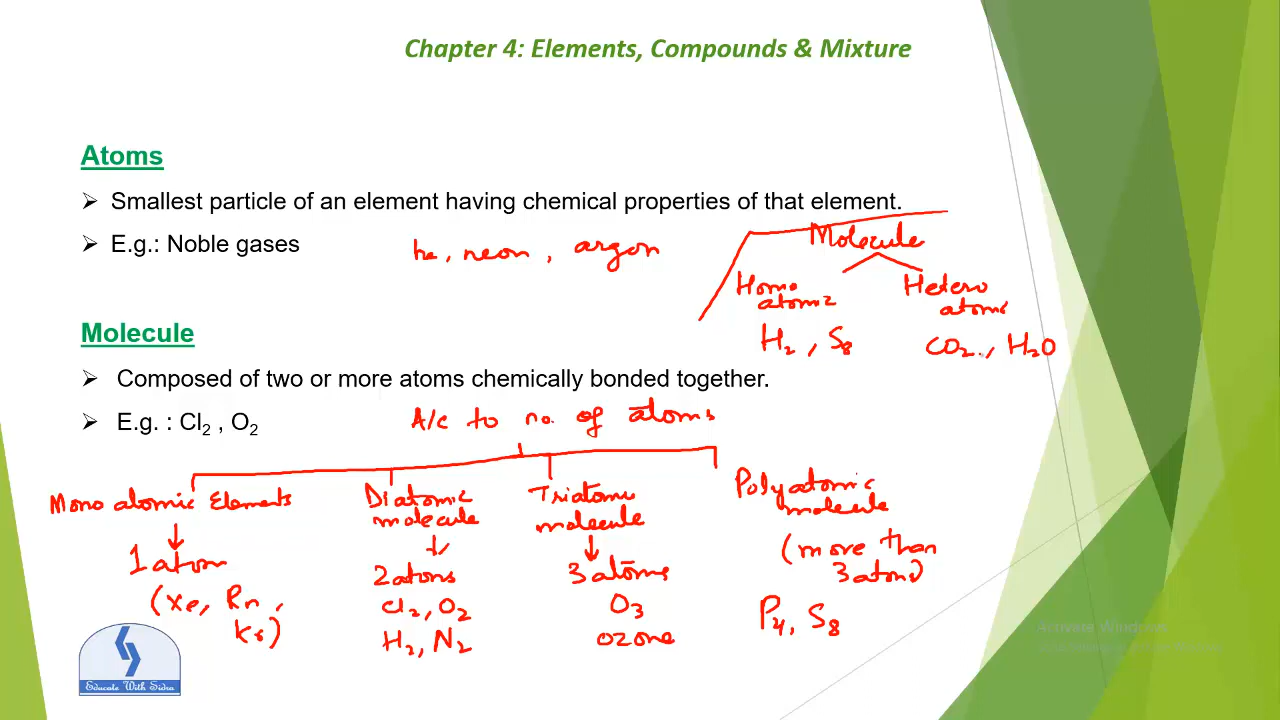 Chapter 4: Elements, Compounds & Mixture
Atoms
➢ Smallest particle of an element having chemical properties of that element.
➢ E.g.: Noble gases
he, neon, argon
Molecule
Homo atomic
Hetero atomic
H2, S8
CO2, H2O
Molecule
➢ Composed of two or more atoms chemically bonded together.
➢ E.g. : Cl2 , O2
A/c to no. of atoms
Mono atomic Elements
1 atom
(Xe, Rn,
Kr)
Diatomic
molecule
2 atoms
Cl2, O2
H2, N2
Triatomic
molecule
3 atoms
O3
ozone
Polyatomic
molecule
(more than
3 atoms)
P4, S8
Educate With Sidra
Activate Windows